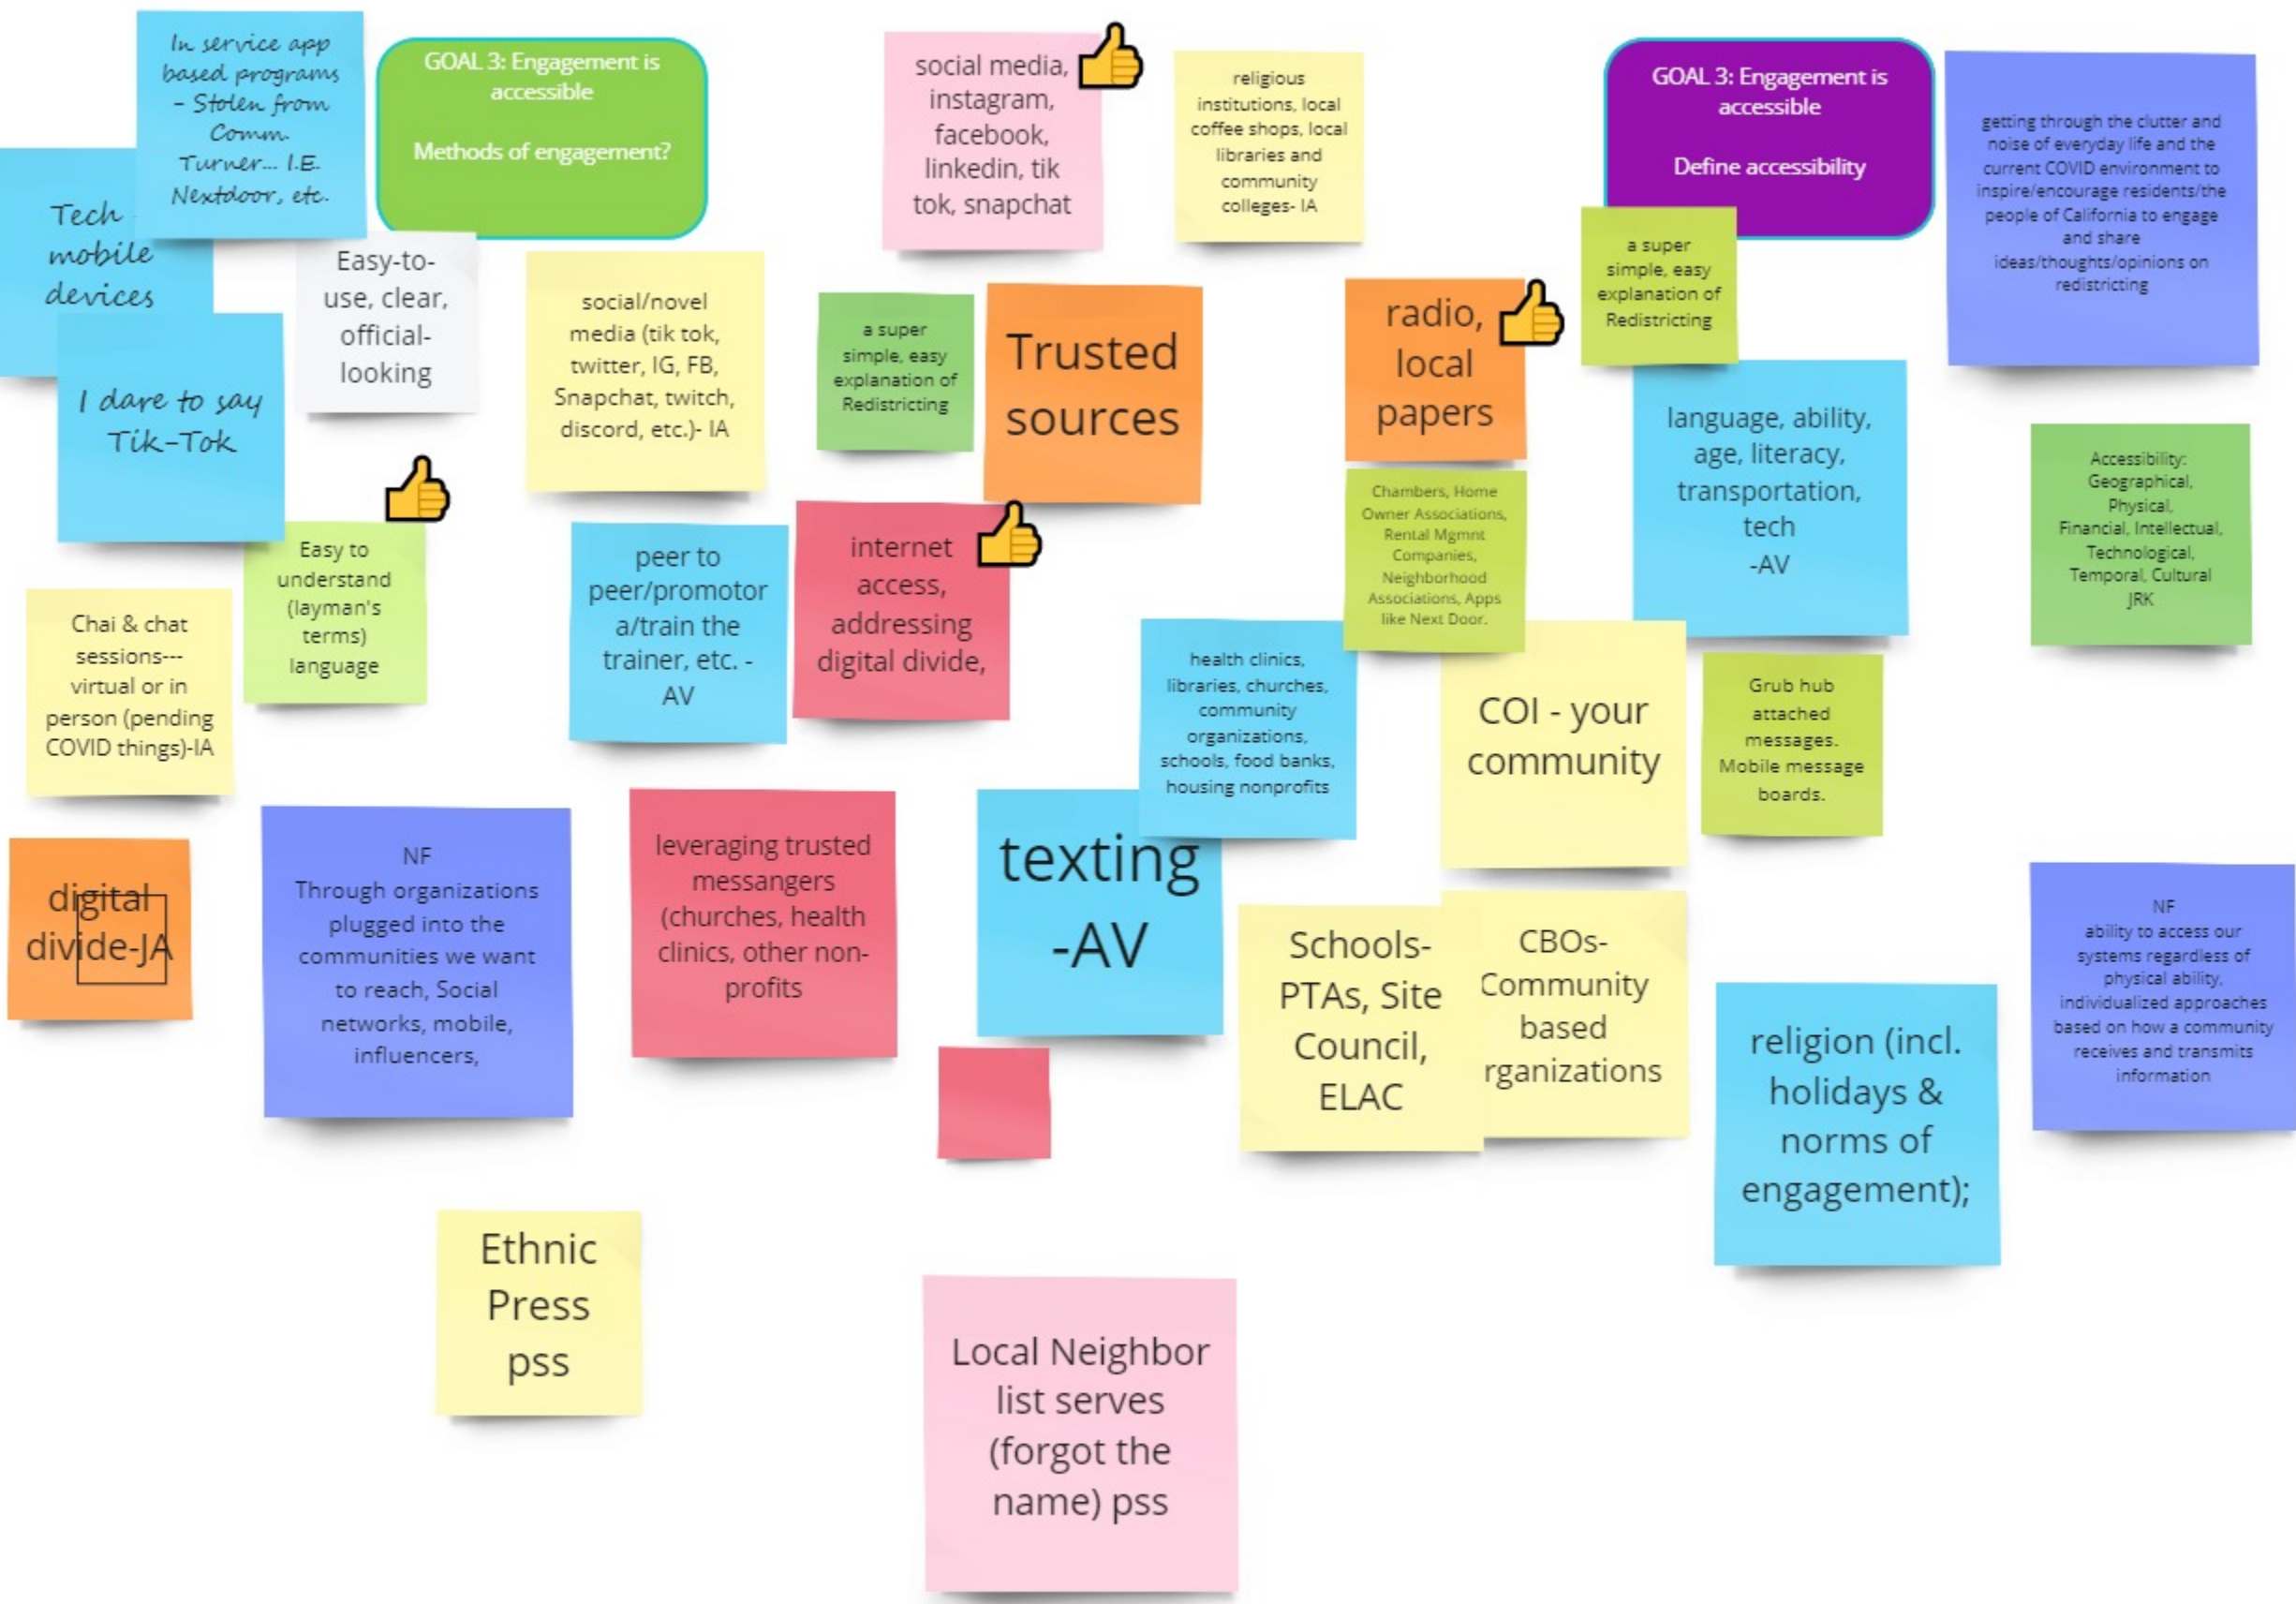 In service app
based programs
- Stolen from
Comm.
Turner... I.E.
Nextdoor, etc.
GOAL 3: Engagement is
accessible
Methods of engagement?
social media,
instagram,
facebook,
linkedin, tik
tok, snapchat
religious
institutions, local
coffee shops, local
libraries and
community
colleges- IA
GOAL 3: Engagement is
accessible
Define accessibility
getting through the clutter and
noise of everyday life and the
current COVID environment to
inspire/encourage residents/the
people of California to engage
and share
ideas/thoughts/opinions on
redistricting
Tech -
mobile
devices
Easy-to-
use, clear,
official-
looking
social/novel
media (tik tok,
twitter, IG, FB,
Snapchat, twitch,
discord, etc.)- IA
a super
simple, easy
explanation of
Redistricting
Trusted
sources
radio,
local
papers
a super
simple, easy
explanation of
Redistricting
I dare to say
Tik-Tok
language, ability,
age, literacy,
transportation,
tech
-AV
Accessibility:
Geographical,
Physical,
Financial, Intellectual,
Technological,
Temporal, Cultural
JRK
Easy to
understand
(layman's
terms)
language
peer to
peer/promotor
a/train the
trainer, etc. -
AV
internet
access,
addressing
digital divide,
Chambers, Home
Owner Associations,
Rental Mgmnt
Companies,
Neighborhood
Associations, Apps
like Next Door.
Chai & chat
sessions---
virtual or in
person (pending
COVID things)-IA
health clinics,
libraries, churches,
community
organizations,
schools, food banks,
housing nonprofits
COI - your
community
Grub hub
attached
messages.
Mobile message
boards.
digital
divide-JA
NF
Through organizations
plugged into the
communities we want
to reach, Social
networks, mobile,
influencers,
leveraging trusted
messangers
(churches, health
clinics, other non-
profits
texting
-AV
Schools-
PTAs, Site
Council,
ELAC
CBOs-
Community
based
rganizations
religion (incl.
holidays &
norms of
engagement);
NF
ability to access our
systems regardless of
physical ability,
individualized approaches
based on how a community
receives and transmits
information
Ethnic
Press
pss
Local Neighbor
list serves
(forgot the
name) pss